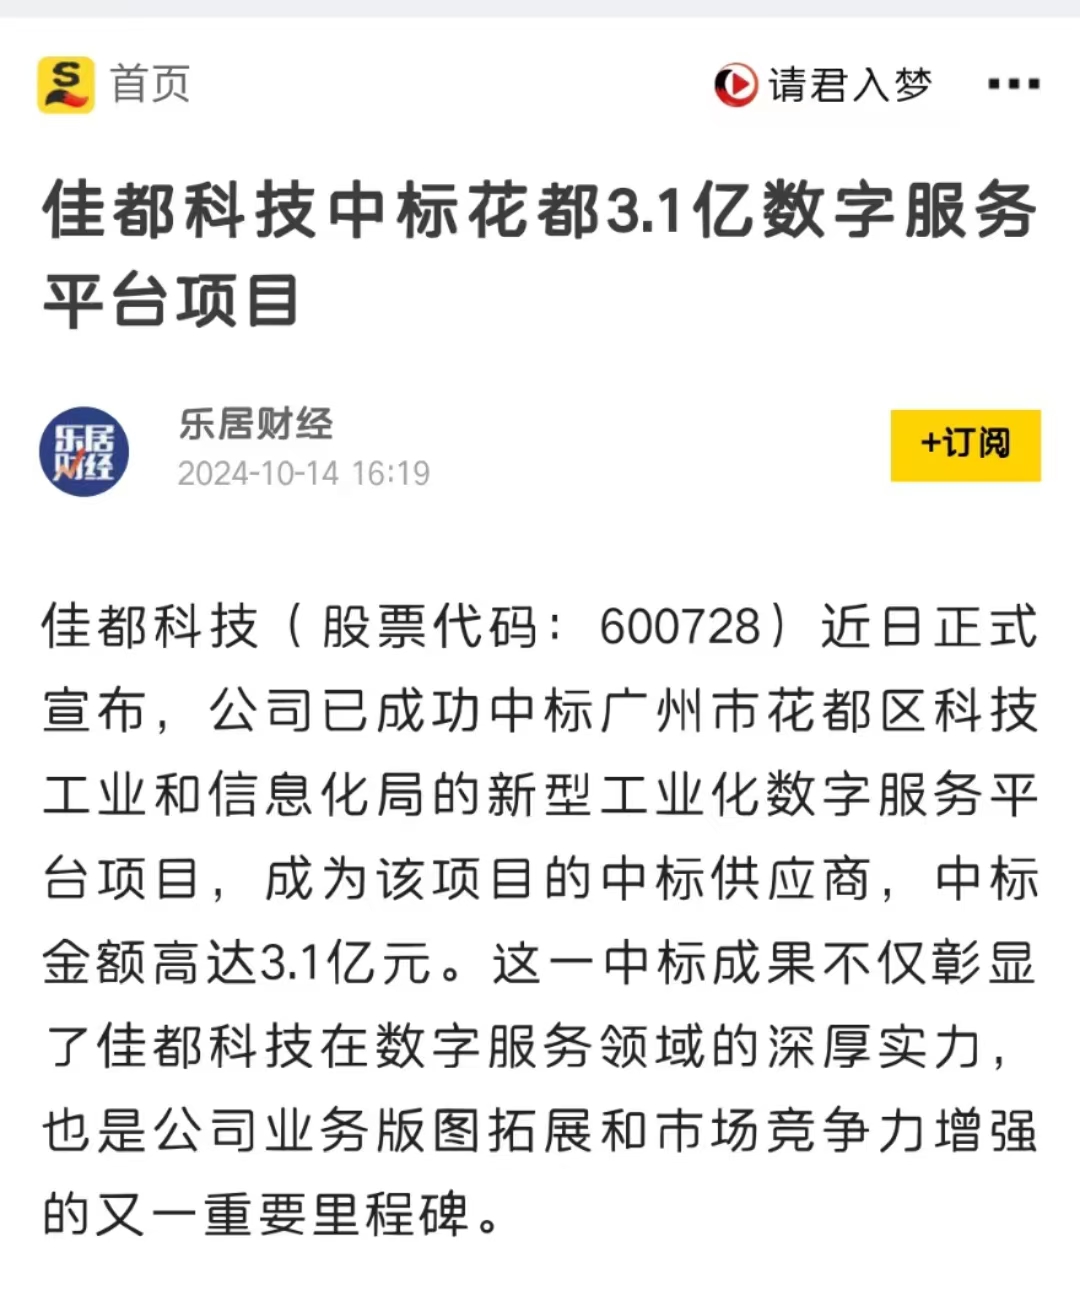 S 首页
请君入梦
佳都科技中标花都3.1亿数字服务
平台项目
乐居财经
乐居
财经
2024-10-14 16:19
+订阅
佳都科技（股票代码：600728）近日正式
宣布，公司已成功中标广州市花都区科技
工业和信息化局的新型工业化数字服务平
台项目，成为该项目的中标供应商，中标
金额高达3.1亿元。这一中标成果不仅彰显
了佳都科技在数字服务领域的深厚实力，
也是公司业务版图拓展和市场竞争力增强
的又一重要里程碑。